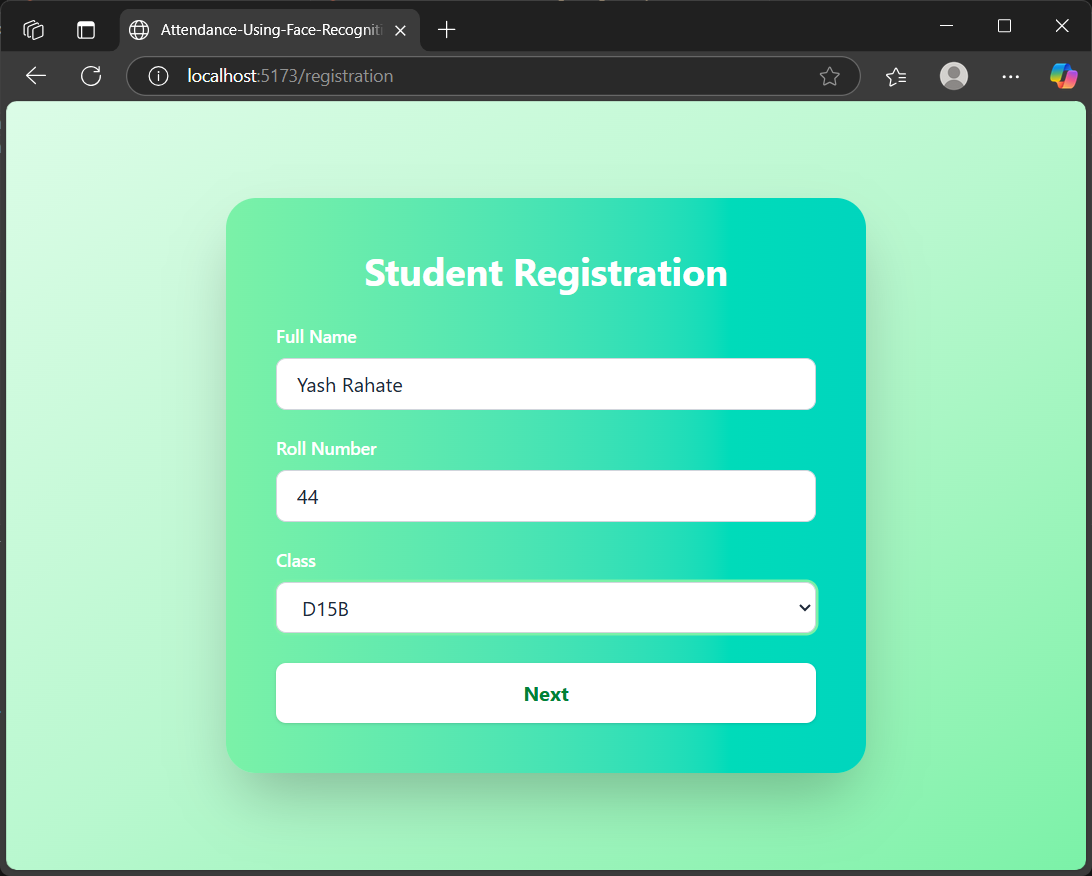 Attendance-Using-Face-Recogniti
localhost:5173/registration
Student Registration
Full Name
Yash Rahate
Roll Number
44
Class
D15B
Next